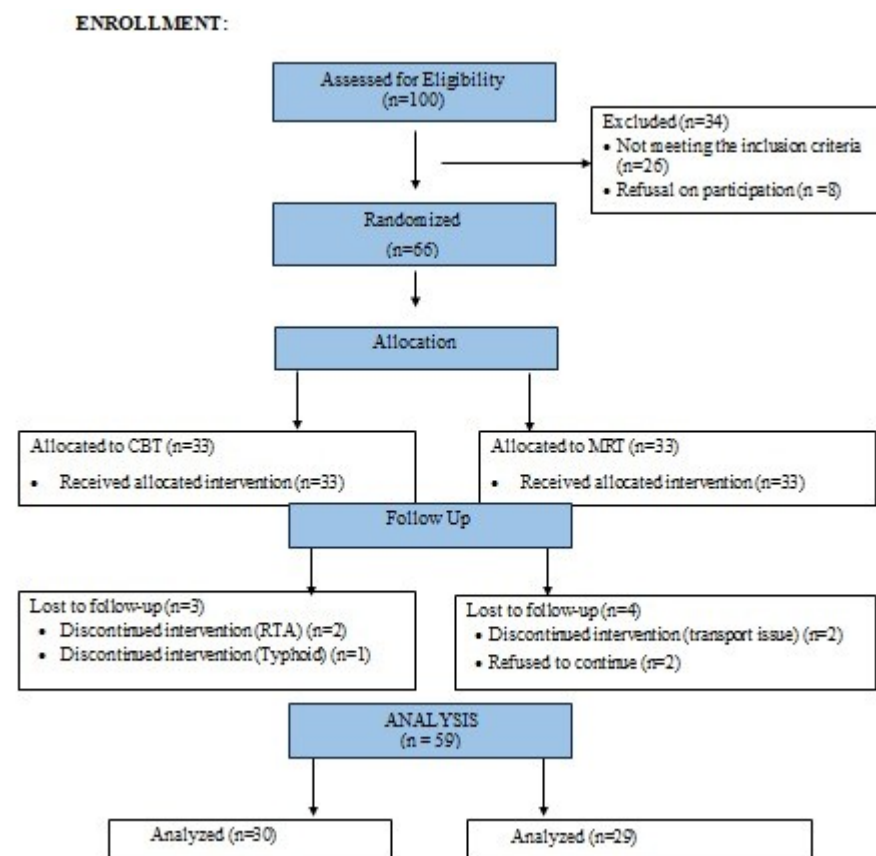 ENROLLMENT:
Assessed for Eligibility
(n=100)
Excluded (n=34)
• Not meeting the inclusion criteria
(n=26)
• Refusal on participation (n =8)
Randomized
(n=66)
Allocation
Allocated to CBT (n=33)
• Received allocated intervention (n=33)
Allocated to MRT (n=33)
• Received allocated intervention (n=33)
Follow Up
Lost to follow-up (n=3)
• Discontinued intervention (RTA) (n=2)
• Discontinued intervention (Typhoid) (n=1)
Lost to follow-up (n=4)
• Discontinued intervention (transport issue) (n=2)
• Refused to continue (n=2)
ANALYSIS
(n = 59)
Analyzed (n=30)
Analyzed (n=29)